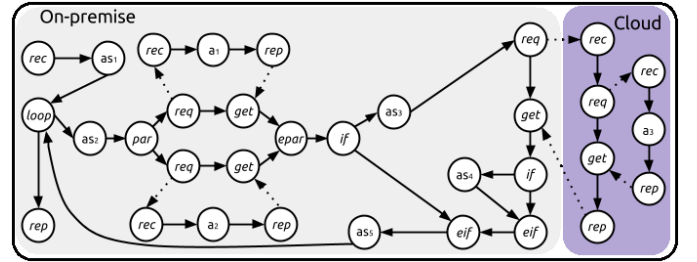 On-premise
Cloud
rec
as1
rec
a1
rep
req
rec
rec
loop
as2
par
req
get
epar
if
as3
get
req
a3
req
get
get
as4
if
rep
rep
rec
a2
rep
as5
eif
eif
rep